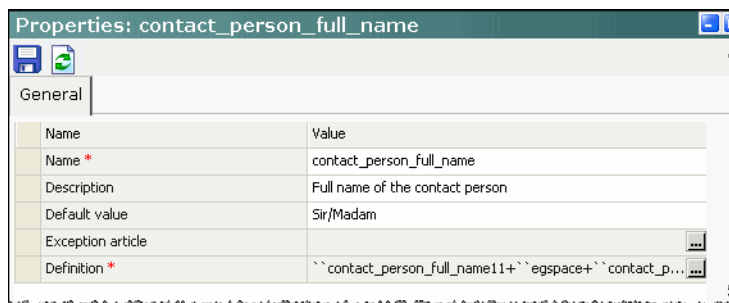 Properties: contact_person_full_name
General
Name Value
Name * contact_person_full_name
Description Full name of the contact person
Default value Sir/Madam
Exception article ...
Definition * ``contact_person_full_name11+``egspace+``contact_p... ...